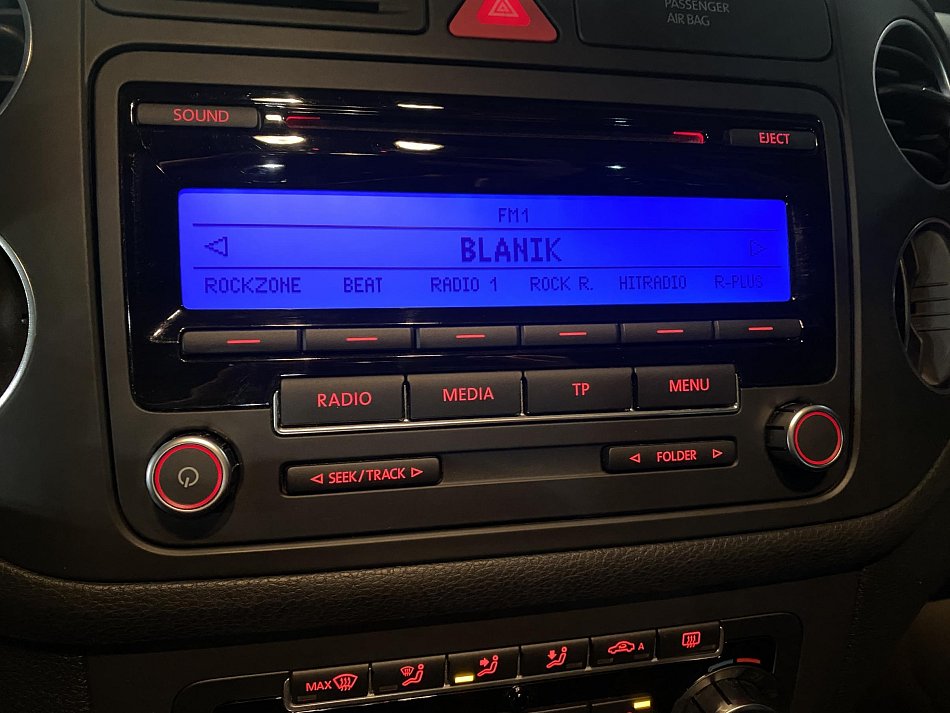 PASSENGER
AIR BAG
SOUND
EJECT
FM1
BLANIK
ROCKZONE BEAT RADIO 1 ROCK R. HITRADIO R-PLUS
RADIO MEDIA TP MENU
SEEK/TRACK FOLDER
MAX A